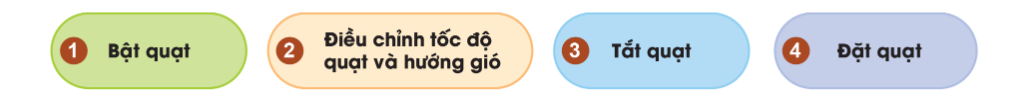 1 Bật quạt
2 Điều chỉnh tốc độ
quạt và hướng gió
3 Tắt quạt
4 Đặt quạt